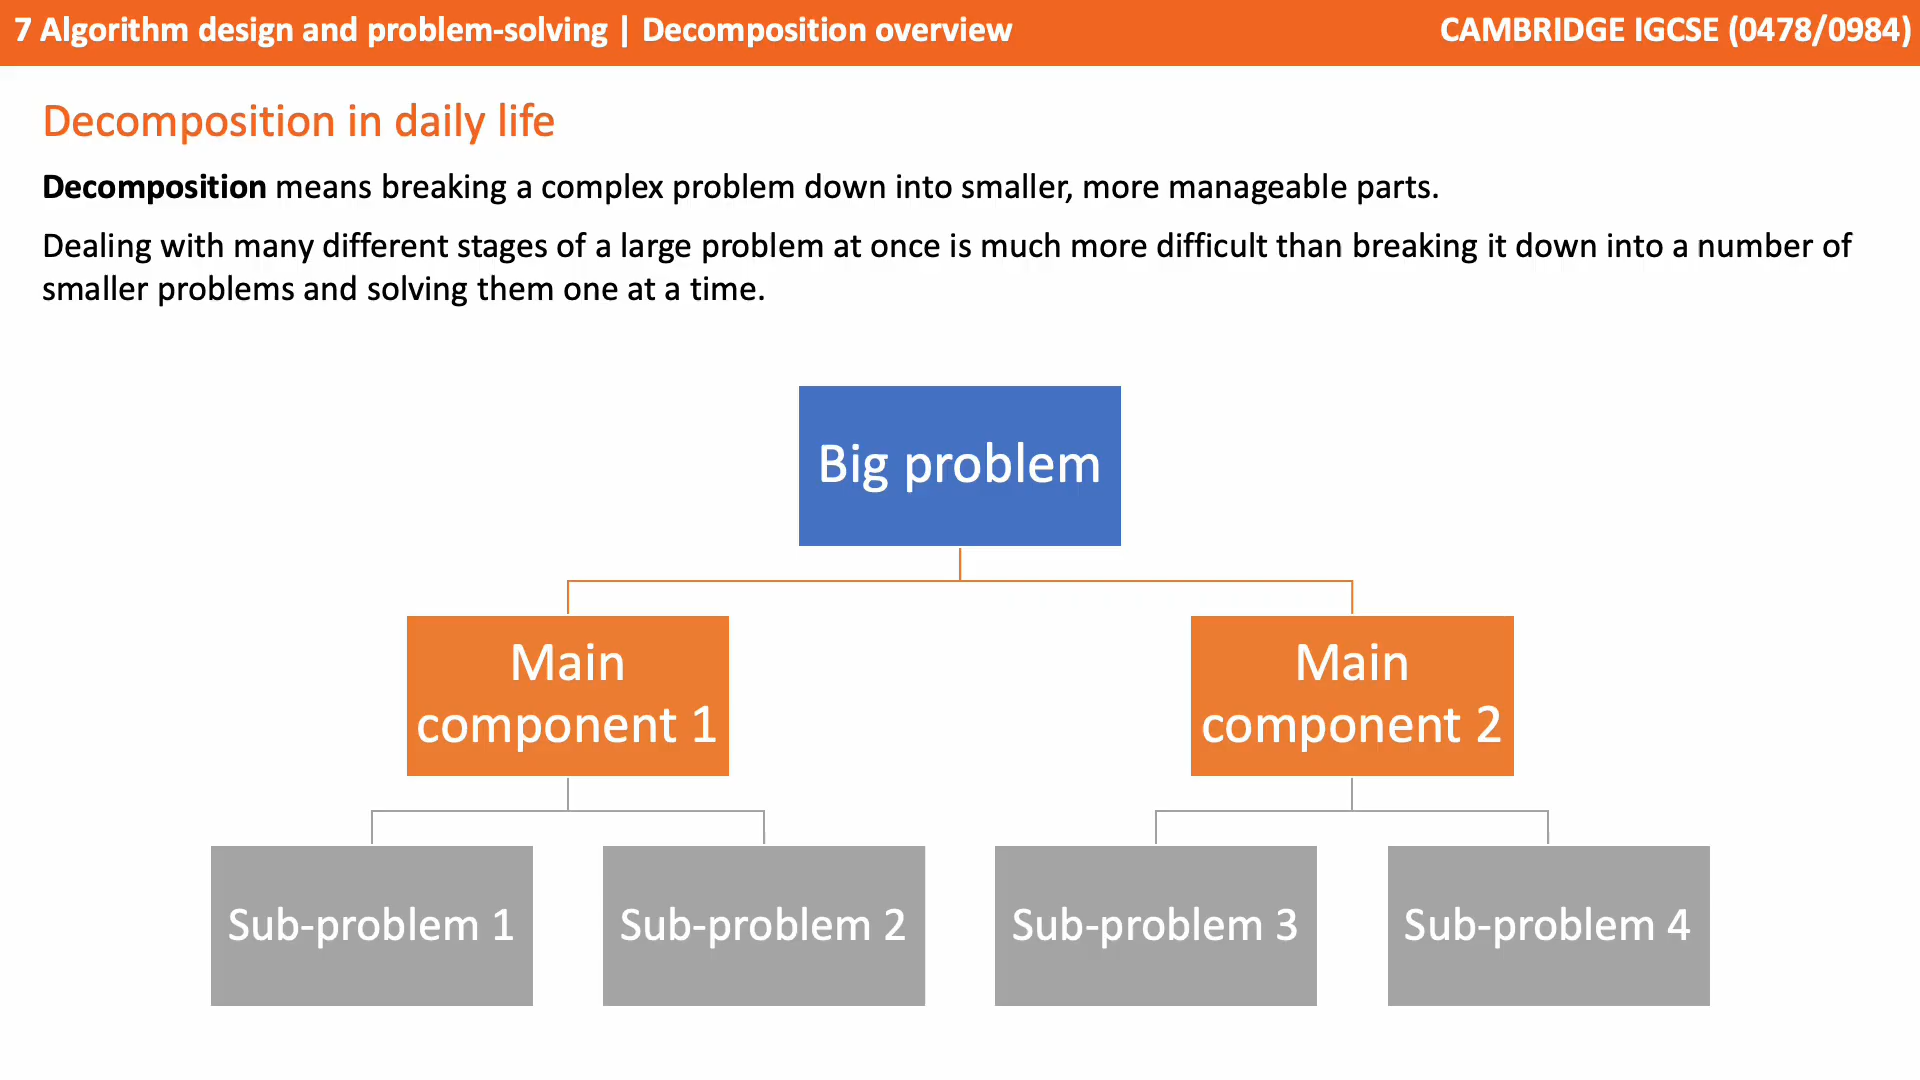 7 Algorithm design and problem-solving | Decomposition overview
CAMBRIDGE IGCSE (0478/0984)
Decomposition in daily life
Decomposition means breaking a complex problem down into smaller, more manageable parts.
Dealing with many different stages of a large problem at once is much more difficult than breaking it down into a number of
smaller problems and solving them one at a time.
Big problem
Main
component 1
Main
component 2
Sub-problem 1
Sub-problem 2
Sub-problem 3
Sub-problem 4